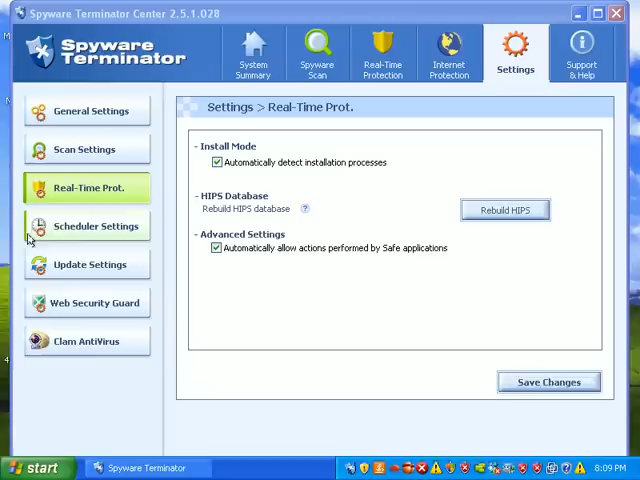 Spyware Terminator Center 2.5.1.028
Spyware
Terminator
System
Summary
Spyware
Scan
Real-Time
Protection
Internet
Protection
Settings
Support
& Help
General Settings
Scan Settings
Real-Time Prot.
Scheduler Settings
Update Settings
Web Security Guard
Clam AntiVirus
Settings > Real-Time Prot.
- Install Mode
Automatically detect installation processes
- HIPS Database
Rebuild HIPS database
Rebuild HIPS
- Advanced Settings
Automatically allow actions performed by Safe applications
Save Changes
start
Spyware Terminator
8:09 PM